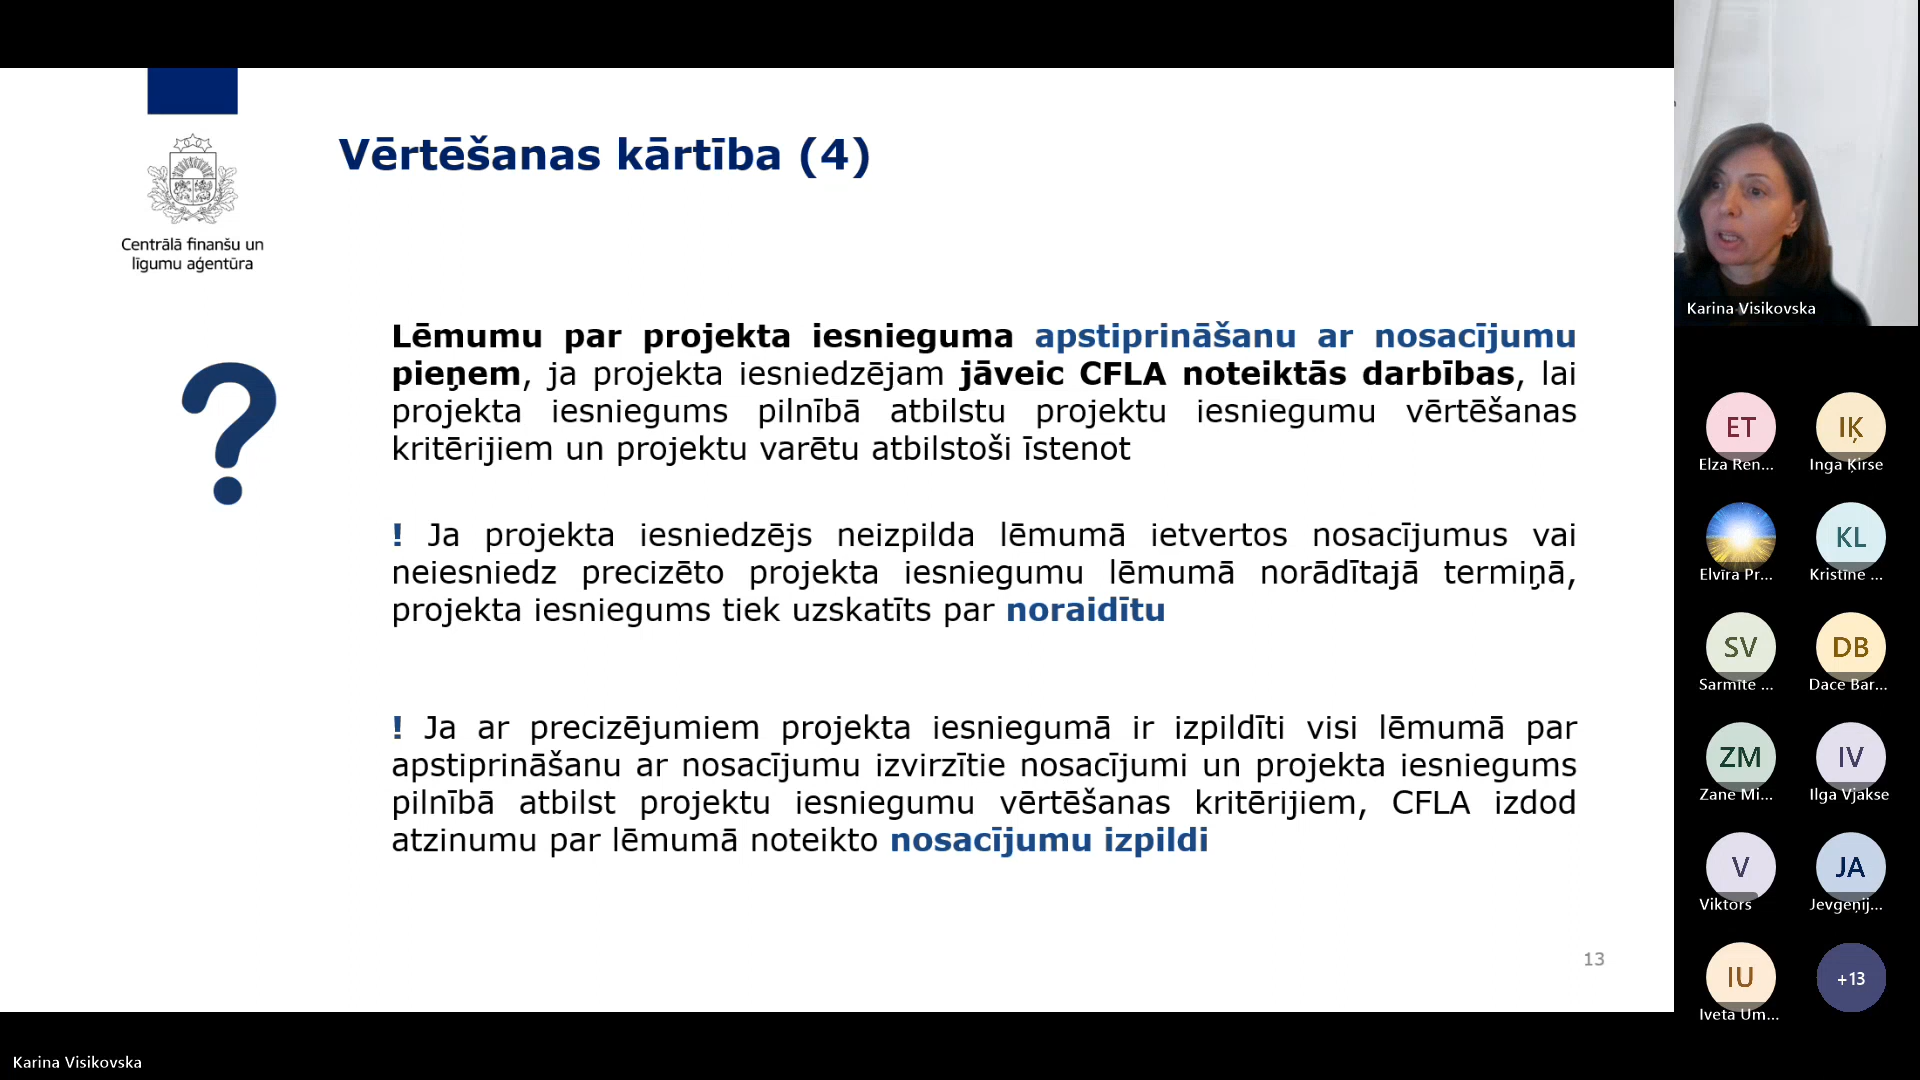 Vērtēšanas kārtība (4)
Centrālā finanšu un
līgumu aģentūra
Lēmumu par projekta iesnieguma apstiprināšanu ar nosacījumu
pieņem, ja projekta iesniedzējam jāveic CFLA noteiktās darbības, lai
projekta iesniegums pilnībā atbilstu projektu iesniegumu vērtēšanas
kritērijiem un projektu varētu atbilstoši īstenot
! Ja projekta iesniedzējs neizpilda lēmumā ietvertos nosacījumus vai
neiesniedz precizēto projekta iesniegumu lēmumā norādītajā termiņā,
projekta iesniegums tiek uzskatīts par noraidītu
! Ja ar precizējumiem projekta iesniegumā ir izpildīti visi lēmumā par
apstiprināšanu ar nosacījumu izvirzītie nosacījumi un projekta iesniegums
pilnībā atbilst projektu iesniegumu vērtēšanas kritērijiem, CFLA izdod
atzinumu par lēmumā noteikto nosacījumu izpildi
13
Karina Visikovska
ET
Elza Ren...
IĶ
Inga Ķirse
Elvīra Pr...
KL
Kristīne ...
SV
Sarmīte ...
DB
Dace Bar...
ZM
Zane Mi...
IV
Ilga Vjakse
V
Viktors
JA
Jevgeņij...
IU
Iveta Um...
+13
Karina Visikovska